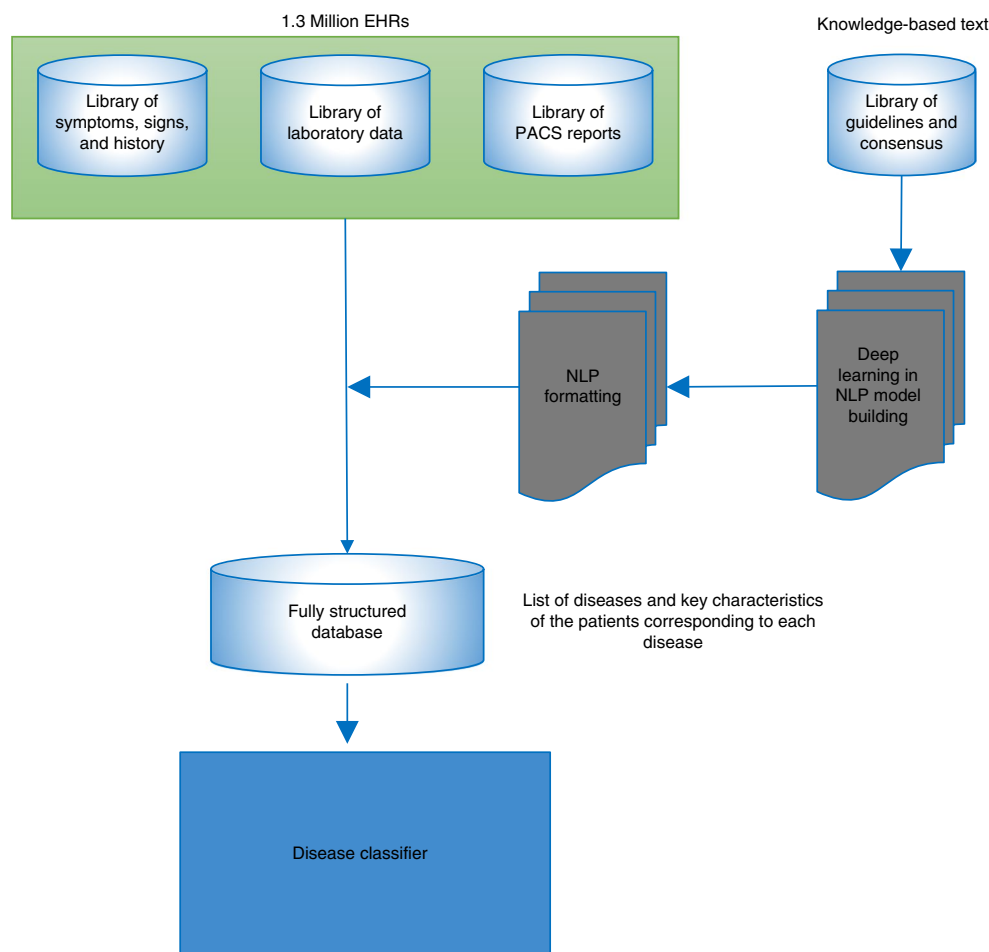 1.3 Million EHRs
Knowledge-based text
Library of
symptoms, signs,
and history
Library of
laboratory data
Library of
PACS reports
Library of
guidelines and
consensus
NLP
formatting
Deep
learning in
NLP model
building
Fully structured
database
List of diseases and key characteristics
of the patients corresponding to each
disease
Disease classifier